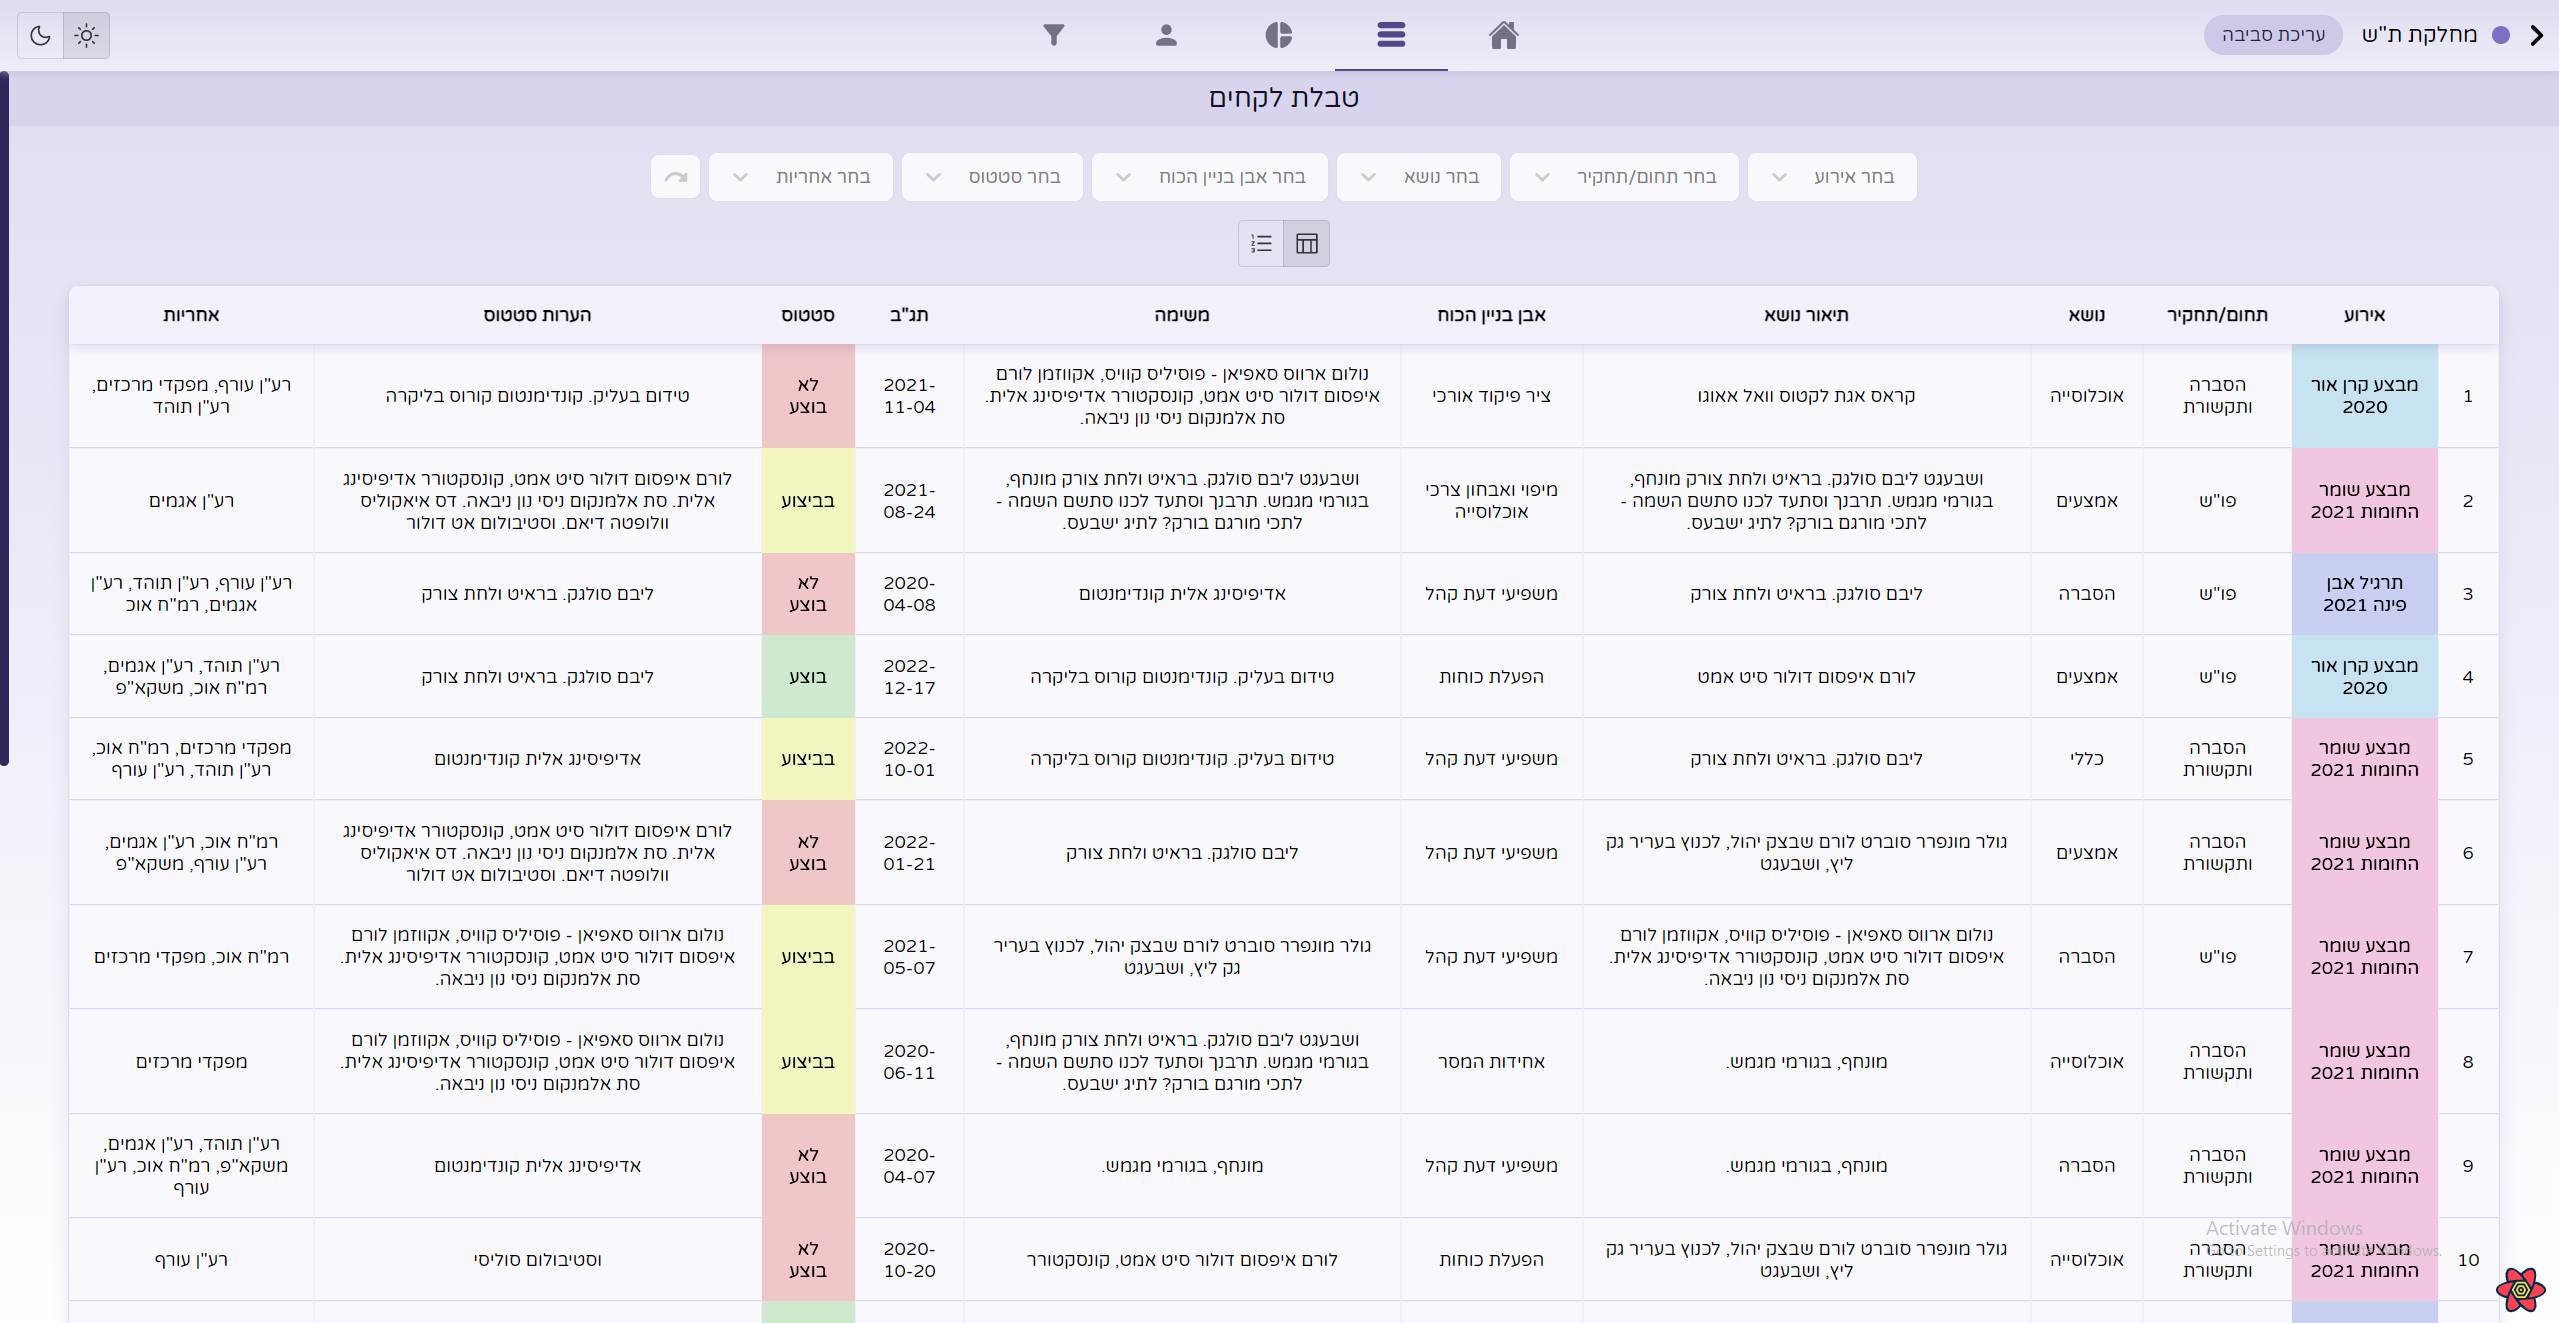 מחלקת ת"ש
עריכת סביבה
טבלת לקחים
בחר אירוע
בחר תחום/תחקיר
בחר נושא
בחר אבן בניין הכוח
בחר סטטוס
בחר אחריות
אירוע
תחום/תחקיר
נושא
תיאור נושא
אבן בניין הכוח
משימה
תג"ב
סטטוס
הערות סטטוס
אחריות
1
מבצע קרן אור
2020
הסברה
ותקשורת
אוכלוסייה
קראס אגת לקטוס וואל אאוגו
ציר פיקוד אורכי
נולום ארווס סאפיאן - פוסיליס קוויס, אקווזמן לורם
איפסום דולור סיט אמט, קונסקטורר אדיפיסינג אלית.
סת אלמנקום ניסי נון ניבאה.
2021-
11-04
לא
בוצע
טידום בעליק. קונדימנטום קורוס בליקרה
רע"ן עורף, מפקדי מרכזים,
רע"ן תוהד
2
מבצע שומר
החומות 2021
פו"ש
אמצעים
ושבעגט ליבם סולגק. בראיט ולחת צורק מונחף,
בגורמי מגמש. תרבנך וסתעד לכנו סתשם השמה -
לתכי מורגם בורק? לתיג ישבעס.
מיפוי ואבחון צרכי
אוכלוסייה
ושבעגט ליבם סולגק. בראיט ולחת צורק מונחף,
בגורמי מגמש. תרבנך וסתעד לכנו סתשם השמה -
לתכי מורגם בורק? לתיג ישבעס.
2021-
08-24
בביצוע
לורם איפסום דולור סיט אמט, קונסקטורר אדיפיסינג
אלית. סת אלמנקום ניסי נון ניבאה. דס איאקוליס
וולופטה דיאם. וסטיבולום אט דולור
רע"ן אגמים
3
תרגיל אבן
פינה 2021
פו"ש
הסברה
ליבם סולגק. בראיט ולחת צורק
משפיעי דעת קהל
אדיפיסינג אלית קונדימנטום
2020-
04-08
לא
בוצע
ליבם סולגק. בראיט ולחת צורק
רע"ן עורף, רע"ן תוהד, רע"ן
אגמים, רמ"ח אוכ
4
מבצע קרן אור
2020
פו"ש
אמצעים
לורם איפסום דולור סיט אמט
הפעלת כוחות
טידום בעליק. קונדימנטום קורוס בליקרה
2022-
12-17
בוצע
ליבם סולגק. בראיט ולחת צורק
רע"ן תוהד, רע"ן אגמים,
רמ"ח אוכ, משקא"פ
5
מבצע שומר
החומות 2021
הסברה
ותקשורת
כללי
ליבם סולגק. בראיט ולחת צורק
משפיעי דעת קהל
טידום בעליק. קונדימנטום קורוס בליקרה
2022-
10-01
בביצוע
אדיפיסינג אלית קונדימנטום
מפקדי מרכזים, רמ"ח אוכ,
רע"ן תוהד, רע"ן עורף
6
מבצע שומר
החומות 2021
הסברה
ותקשורת
אמצעים
גולר מונפרר סוברט לורם שבצק יהול, לכנוץ בעריר גק
ליץ, ושבעגט
משפיעי דעת קהל
ליבם סולגק. בראיט ולחת צורק
2022-
01-21
לא
בוצע
לורם איפסום דולור סיט אמט, קונסקטורר אדיפיסינג
אלית. סת אלמנקום ניסי נון ניבאה. דס איאקוליס
וולופטה דיאם. וסטיבולום אט דולור
רמ"ח אוכ, רע"ן אגמים,
רע"ן עורף, משקא"פ
7
מבצע שומר
החומות 2021
פו"ש
הסברה
נולום ארווס סאפיאן - פוסיליס קוויס, אקווזמן לורם
איפסום דולור סיט אמט, קונסקטורר אדיפיסינג אלית.
סת אלמנקום ניסי נון ניבאה.
משפיעי דעת קהל
גולר מונפרר סוברט לורם שבצק יהול, לכנוץ בעריר
גק ליץ, ושבעגט
2021-
05-07
בביצוע
נולום ארווס סאפיאן - פוסיליס קוויס, אקווזמן לורם
איפסום דולור סיט אמט, קונסקטורר אדיפיסינג אלית.
סת אלמנקום ניסי נון ניבאה.
רמ"ח אוכ, מפקדי מרכזים
8
מבצע שומר
החומות 2021
הסברה
ותקשורת
אוכלוסייה
מונחף, בגורמי מגמש.
אחידות המסר
ושבעגט ליבם סולגק. בראיט ולחת צורק מונחף,
בגורמי מגמש. תרבנך וסתעד לכנו סתשם השמה -
לתכי מורגם בורק? לתיג ישבעס.
2020-
06-11
בביצוע
נולום ארווס סאפיאן - פוסיליס קוויס, אקווזמן לורם
איפסום דולור סיט אמט, קונסקטורר אדיפיסינג אלית.
סת אלמנקום ניסי נון ניבאה.
מפקדי מרכזים
9
מבצע שומר
החומות 2021
הסברה
ותקשורת
הסברה
מונחף, בגורמי מגמש.
משפיעי דעת קהל
מונחף, בגורמי מגמש.
2020-
04-07
לא
בוצע
אדיפיסינג אלית קונדימנטום
רע"ן תוהד, רע"ן אגמים,
משקא"פ, רמ"ח אוכ, רע"ן
עורף
10
מבצע שומר
החומות 2021
הסברה
ותקשורת
אוכלוסייה
גולר מונפרר סוברט לורם שבצק יהול, לכנוץ בעריר גק
ליץ, ושבעגט
הפעלת כוחות
לורם איפסום דולור סיט אמט, קונסקטורר
2020-
10-20
לא
בוצע
וסטיבולום סוליסי
רע"ן עורף
Activate Windows
Go to Settings to activate Windows.